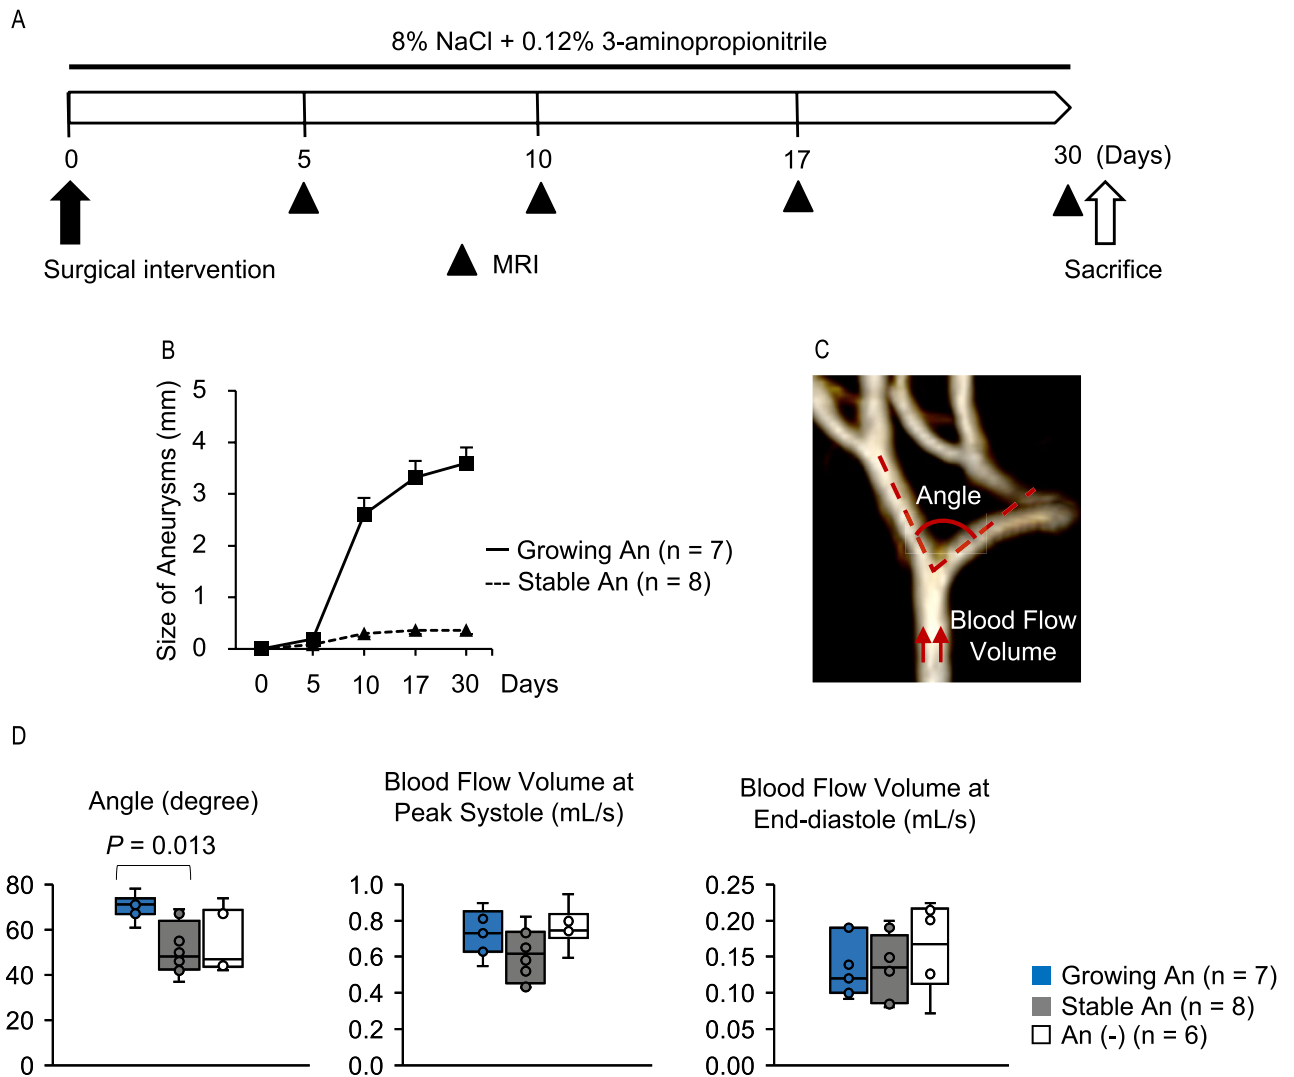 A
8% NaCl + 0.12% 3-aminopropionitrile
0 5 10 17 30 (Days)
Surgical intervention
MRI
Sacrifice
B
Size of Aneurysms (mm)
5
4
3
2
1
0
0 5 10 17 30 Days
Growing An (n = 7)
Stable An (n = 8)
C
Angle
Blood Flow
Volume
D
Angle (degree)
P = 0.013
80
60
40
20
0
Blood Flow Volume at
Peak Systole (mL/s)
1.0
0.8
0.6
0.4
0.2
0.0
Blood Flow Volume at
End-diastole (mL/s)
0.25
0.20
0.15
0.10
0.05
0.00
Growing An (n = 7)
Stable An (n = 8)
An (-) (n = 6)